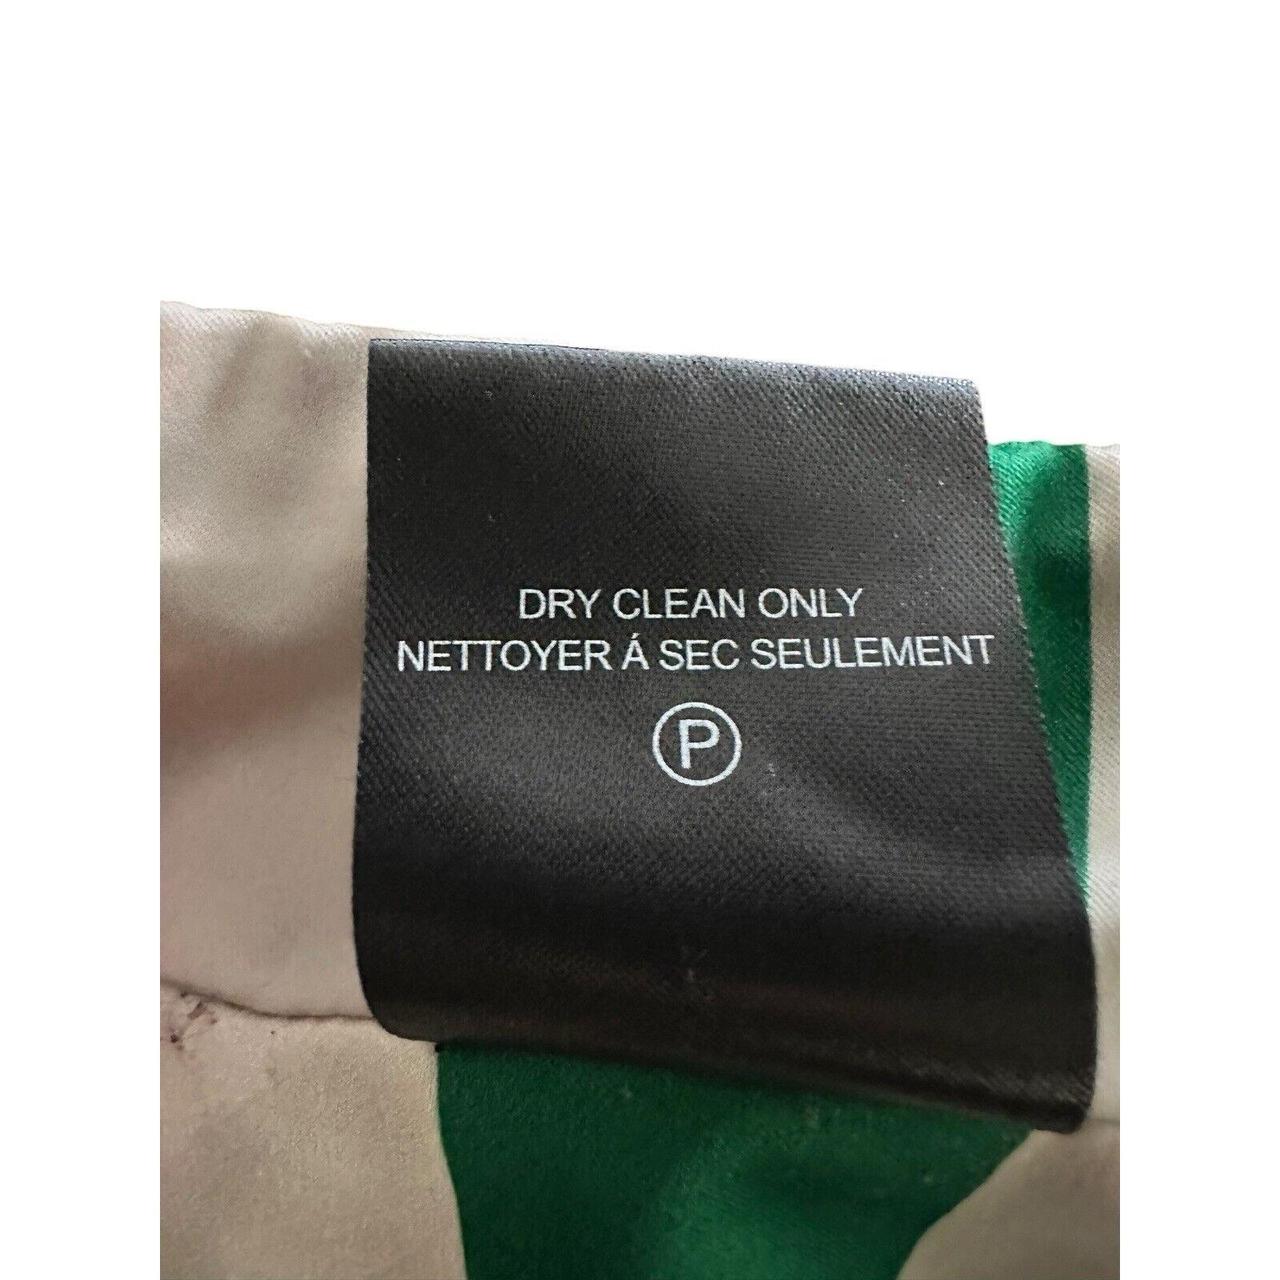 DRY CLEAN ONLY
NETTOYER Á SEC SEULEMENT
P